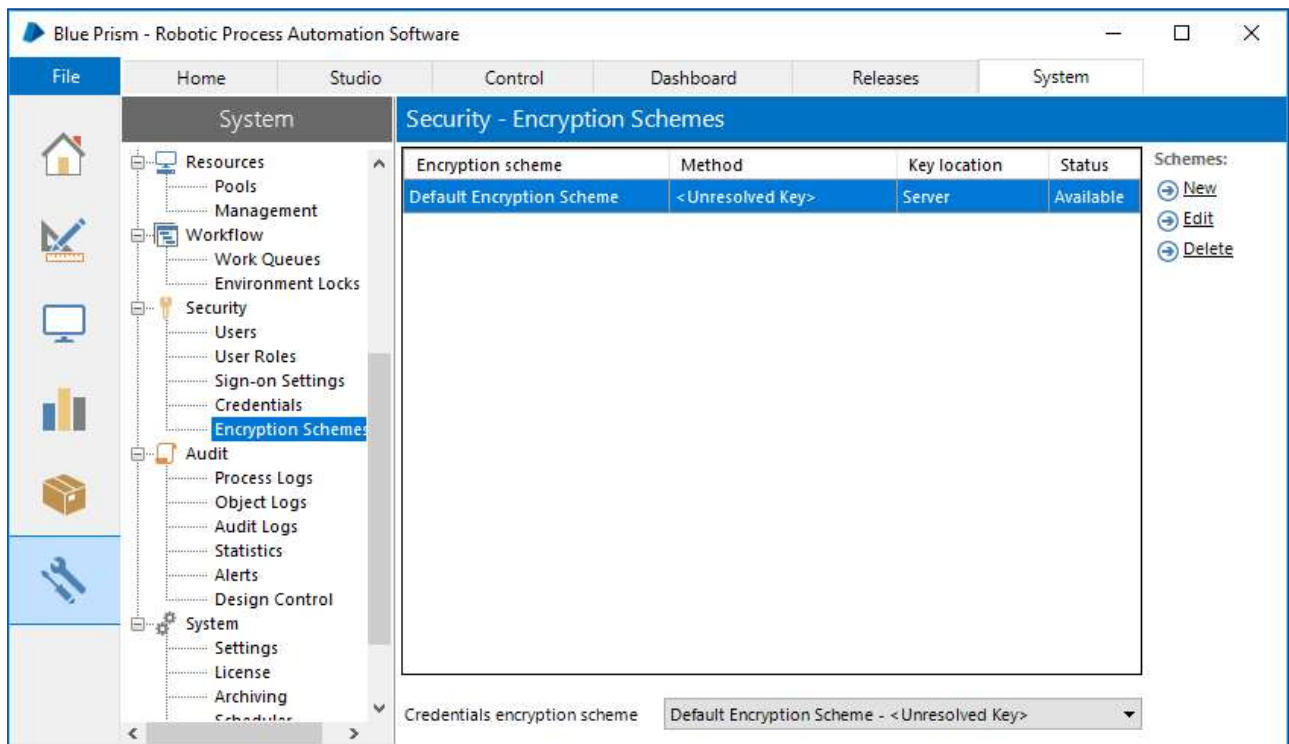 Blue Prism - Robotic Process Automation Software
File Home Studio Control Dashboard Releases System
System
Resources
Pools
Management
Workflow
Work Queues
Environment Locks
Security
Users
User Roles
Sign-on Settings
Credentials
Encryption Schemes
Audit
Process Logs
Object Logs
Audit Logs
Statistics
Alerts
Design Control
System
Settings
License
Archiving
Scheduler
Security - Encryption Schemes
Encryption scheme Method Key location Status
Default Encryption Scheme <Unresolved Key> Server Available
Credentials encryption scheme Default Encryption Scheme - <Unresolved Key>
Schemes:
New
Edit
Delete